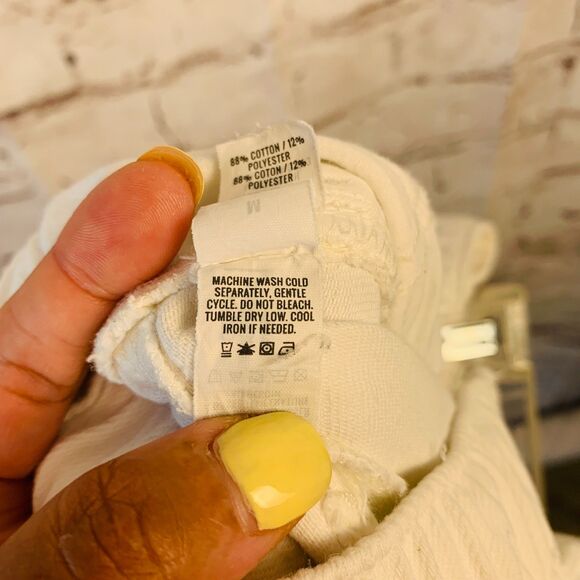 88% COTTON / 12%
POLYESTER
88% COTON / 12%
POLYESTER
M
MACHINE WASH COLD
SEPARATELY, GENTLE
CYCLE. DO NOT BLEACH.
TUMBLE DRY LOW. COOL
IRON IF NEEDED.